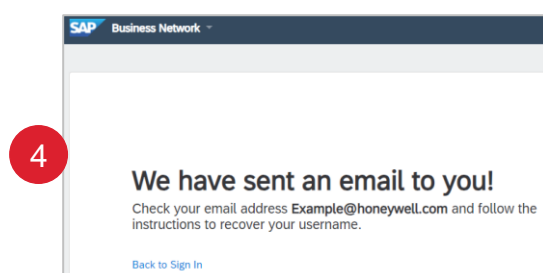 SAP Business Network
4
We have sent an email to you!
Check your email address Example@honeywell.com and follow the
instructions to recover your username.
Back to Sign In